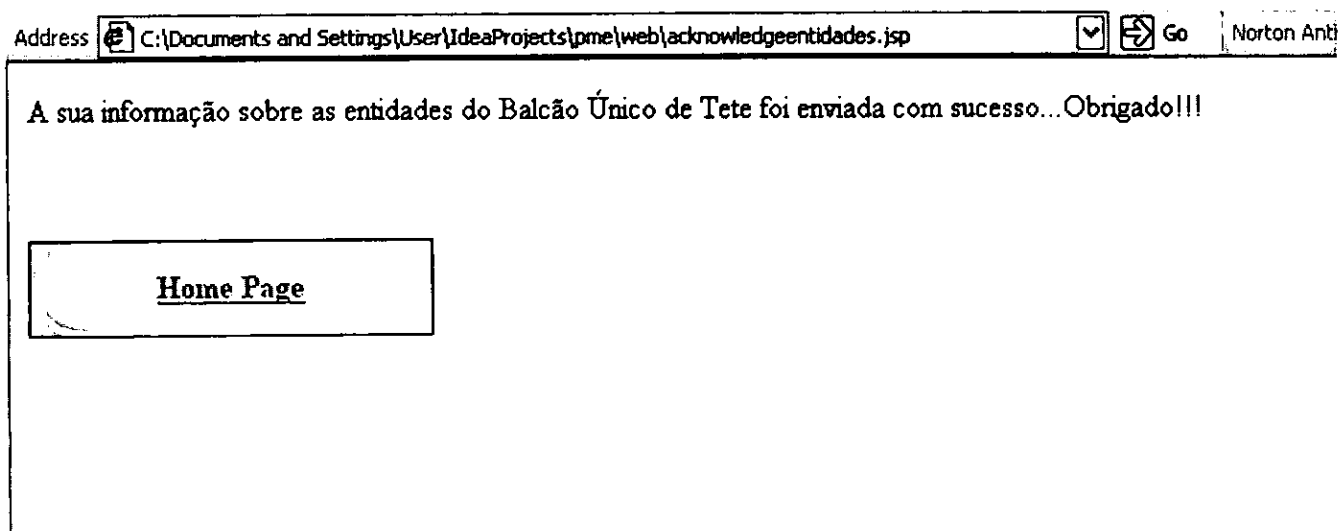 Address C:\Documents and Settings\User\IdeaProjects\pme\web\acknowledgeentidades.jsp Go Norton Anti
A sua informação sobre as entidades do Balcão Único de Tete foi enviada com sucesso...Obrigado!!!
Home Page